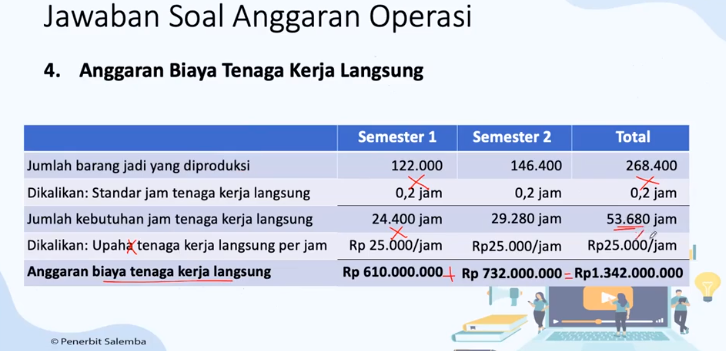 Jawaban Soal Anggaran Operasi
4. Anggaran Biaya Tenaga Kerja Langsung
Semester 1 Semester 2 Total
Jumlah barang jadi yang diproduksi 122.000 146.400 268.400
Dikalikan: Standar jam tenaga kerja langsung 0,2 jam 0,2 jam 0,2 jam
Jumlah kebutuhan jam tenaga kerja langsung 24.400 jam 29.280 jam 53.680 jam
Dikalikan: Upaha tenaga kerja langsung per jam Rp 25.000/jam Rp25.000/jam Rp25.000/jam
Anggaran biaya tenaga kerja langsung Rp 610.000.000 + Rp 732.000.000 = Rp1.342.000.000
© Penerbit Salemba